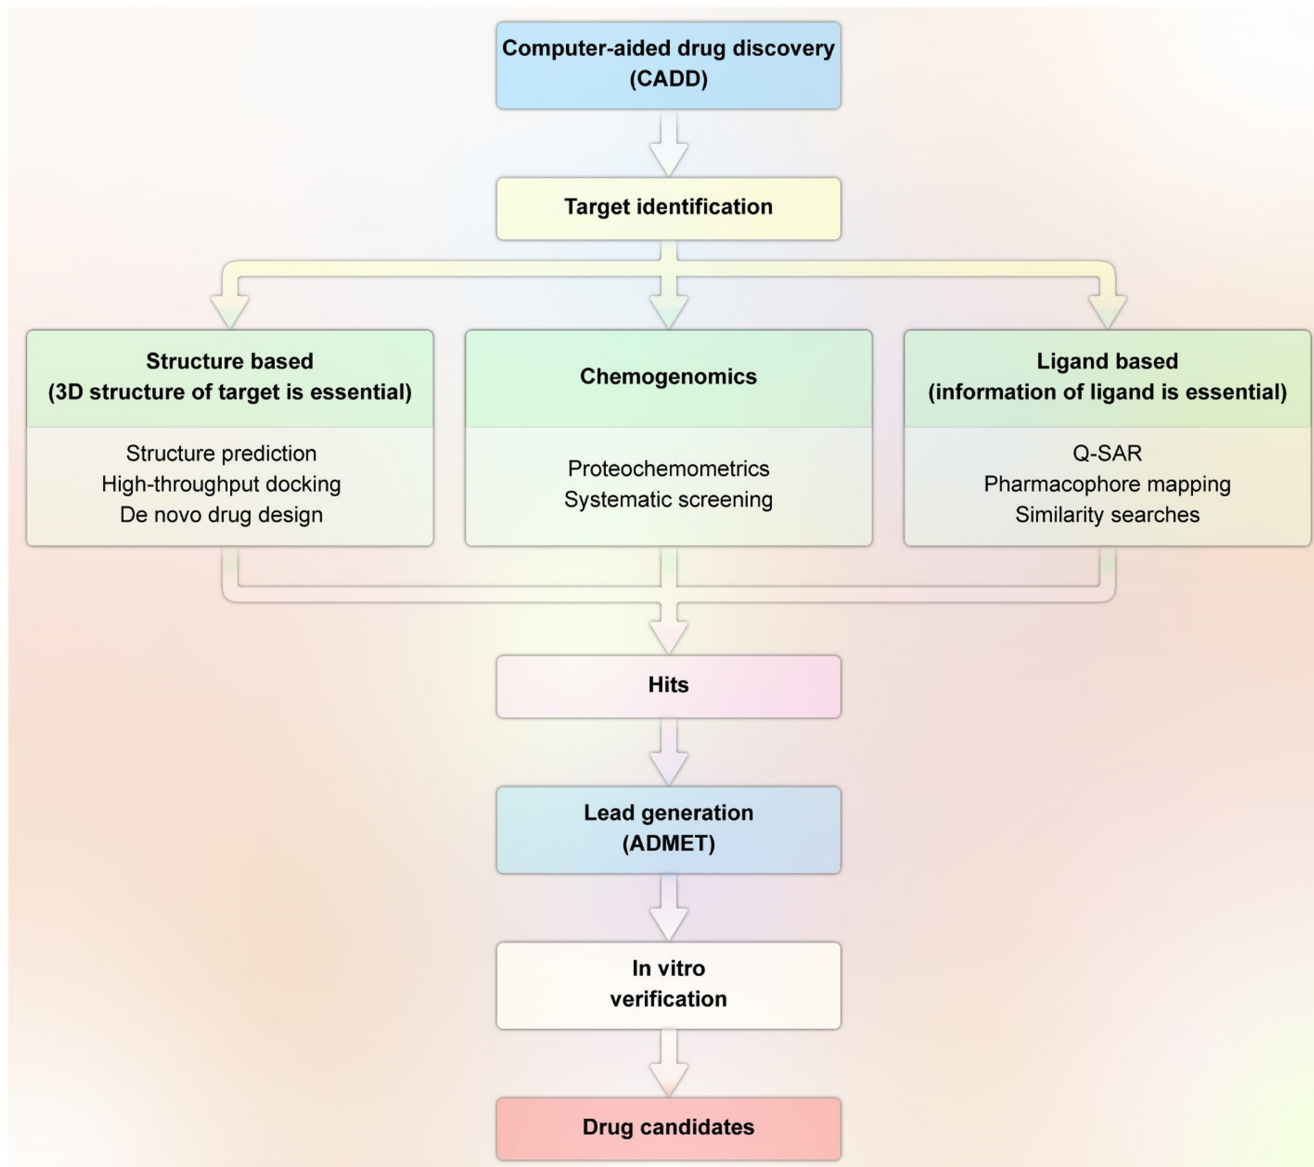 Computer-aided drug discovery
(CADD)
Target identification
Structure based
(3D structure of target is essential)
Structure prediction
High-throughput docking
De novo drug design
Chemogenomics
Proteochemometrics
Systematic screening
Ligand based
(information of ligand is essential)
Q-SAR
Pharmacophore mapping
Similarity searches
Hits
Lead generation
(ADMET)
In vitro
verification
Drug candidates